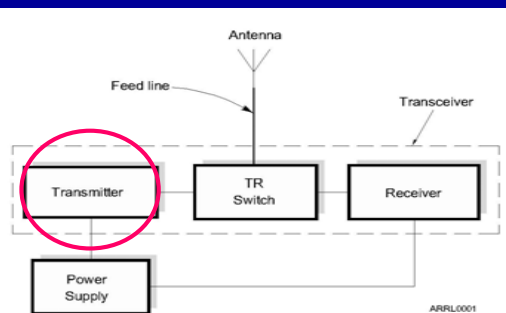 Antenna
Feed line
Transceiver
Transmitter
TR
Switch
Receiver
Power
Supply
ARRL0001